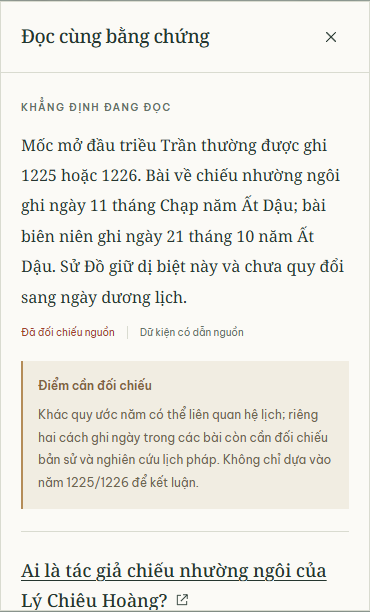 Đọc cùng bằng chứng
KHẲNG ĐỊNH ĐANG ĐỌC
Mốc mở đầu triều Trần thường được ghi
1225 hoặc 1226. Bài về chiếu nhường ngôi
ghi ngày 11 tháng Chạp năm Ất Dậu; bài
biên niên ghi ngày 21 tháng 10 năm Ất
Dậu. Sử Đồ giữ dị biệt này và chưa quy đổi
sang ngày dương lịch.
Đã đối chiếu nguồn
Dữ kiện có dẫn nguồn
Điểm cần đối chiếu
Khác quy ước năm có thể liên quan hệ lịch; riêng
hai cách ghi ngày trong các bài còn cần đối chiếu
bản sử và nghiên cứu lịch pháp. Không chỉ dựa vào
năm 1225/1226 để kết luận.
Ai là tác giả chiếu nhường ngôi của
Lý Chiêu Hoàng?